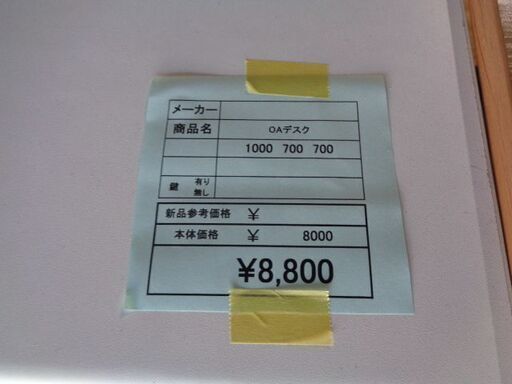 メーカー
商品名 OAデスク
1000 700 700
鍵 有り 無し
新品参考価格 ¥
本体価格 ¥ 8000
¥8,800